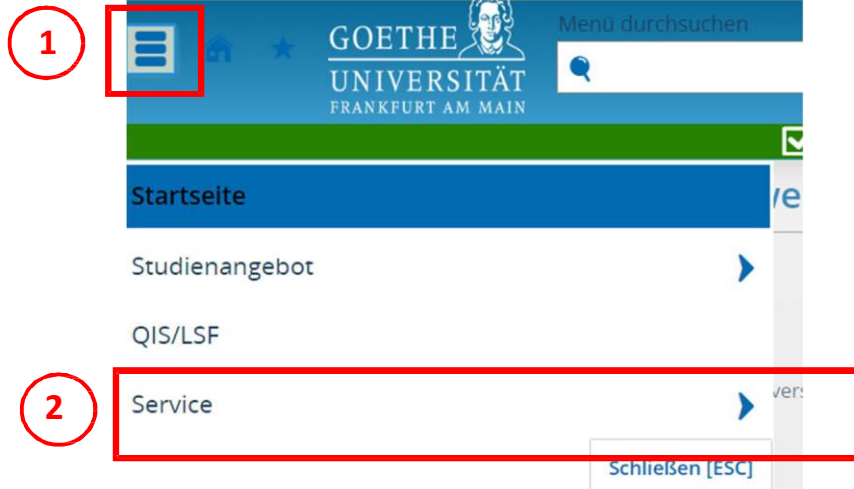 1
GOETHE
UNIVERSITÄT
FRANKFURT AM MAIN
Menü durchsuchen
Startseite
Studienangebot
QIS/LSF
2
Service
Schließen [ESC]